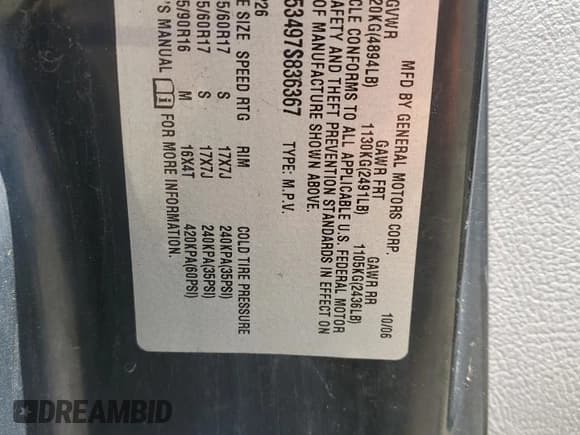 MFD BY GENERAL MOTORS CORP. 10/06
GVWR GAWR FRT GAWR RR
20KG(4894LB) 1130KG(2491LB) 1105KG(2436LB)
CLE CONFORMS TO ALL APPLICABLE U.S. FEDERAL MOTOR
SAFETY AND THEFT PREVENTION STANDARDS IN EFFECT ON
OF MANUFACTURE SHOWN ABOVE.
53497S836367 TYPE: M.P.V.
/26
E SIZE SPEED RTG RIM COLD TIRE PRESSURE
5/60R17 S 17X7J 240KPA(35PSI)
5/60R17 S 17X7J 240KPA(35PSI)
5/90R16 M 16X4T 420KPA(60PSI)
'S MANUAL FOR MORE INFORMATION.
DREAMBID